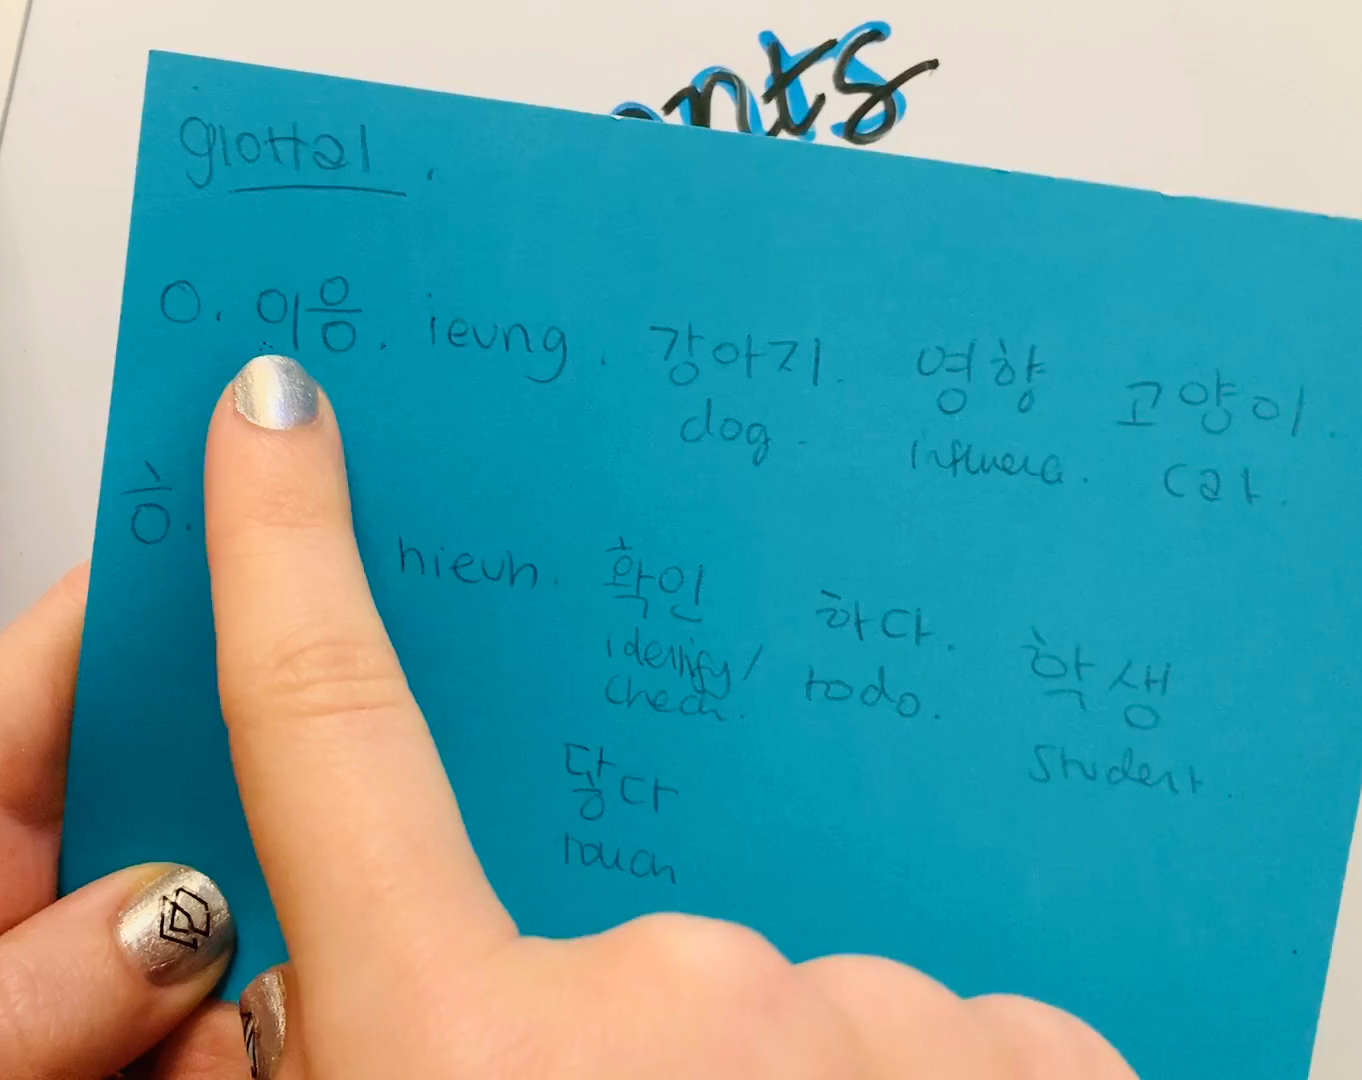 nts
glottal.
ㅇ. 이응. ieung. 강아지. 영향 고양이.
dog. influence. cat.
ㅎ. hieuh. 확인 하다. 학생
identify/ to do. student.
check.
닿다
touch